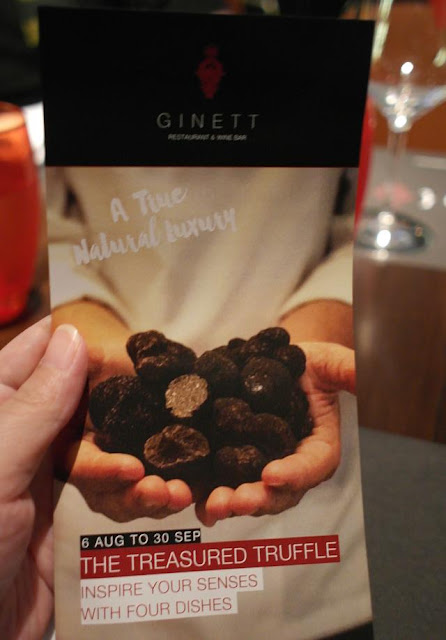 GINETT
RESTAURANT & WINE BAR
A True
Natural Luxury
6 AUG TO 30 SEP
THE TREASURED TRUFFLE
INSPIRE YOUR SENSES
WITH FOUR DISHES